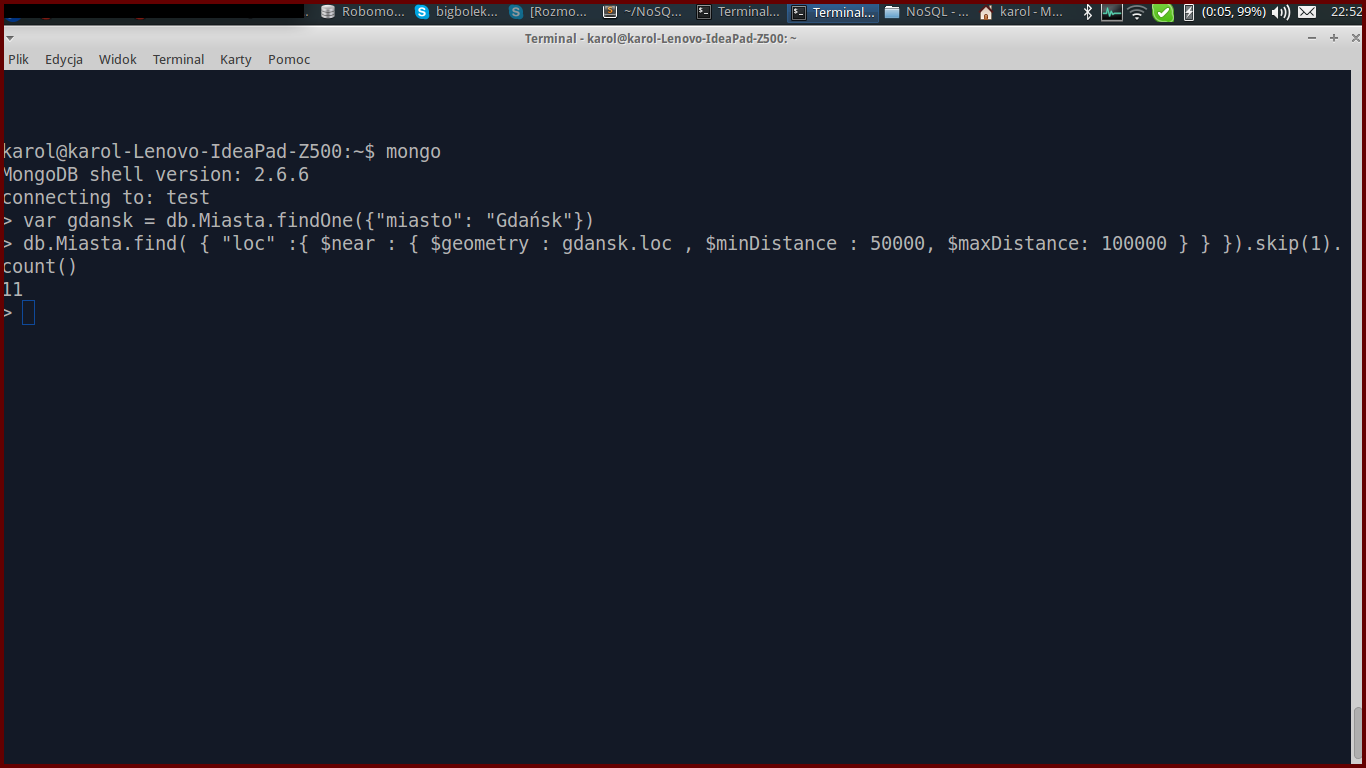 Robomo... bigbolek... [Rozmo... ~/NoSQ... Terminal... Terminal... NoSQL - ... karol - M... (0:05, 99%) 22:52
Terminal - karol@karol-Lenovo-IdeaPad-Z500: ~
Plik Edycja Widok Terminal Karty Pomoc
karol@karol-Lenovo-IdeaPad-Z500:~$ mongo
MongoDB shell version: 2.6.6
connecting to: test
> var gdansk = db.Miasta.findOne({"miasto": "Gdańsk"})
> db.Miasta.find( { "loc" :{ $near : { $geometry : gdansk.loc , $minDistance : 50000, $maxDistance: 100000 } } }).skip(1).
count()
11
>